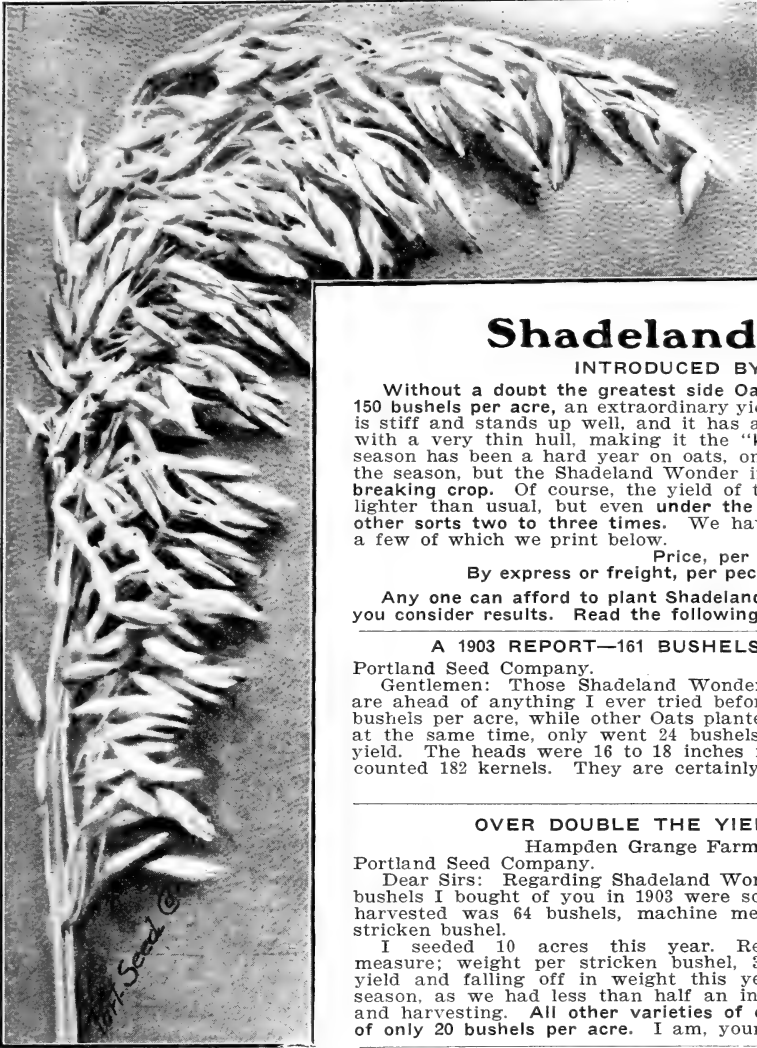 Shadeland
INTRODUCED BY
Without a doubt the greatest side Oa
150 bushels per acre, an extraordinary yie
is stiff and stands up well, and it has a
with a very thin hull, making it the "
season has been a hard year on oats, or
the season, but the Shadeland Wonder i
breaking crop. Of course, the yield of t
lighter than usual, but even under the
other sorts two to three times. We ha
a few of which we print below.
Price, per
By express or freight, per pec
Any one can afford to plant Shadeland
you consider results. Read the following
A 1903 REPORT—161 BUSHELS
Portland Seed Company.
Gentlemen: Those Shadeland Wonde
are ahead of anything I ever tried befor
bushels per acre, while other Oats plante
at the same time, only went 24 bushels
yield. The heads were 16 to 18 inches
counted 182 kernels. They are certainly
OVER DOUBLE THE YIE
Hampden Grange Farm
Portland Seed Company.
Dear Sirs: Regarding Shadeland Wo
bushels I bought of you in 1903 were so
harvested was 64 bushels, machine me
stricken bushel.
I seeded 10 acres this year. Re
measure; weight per stricken bushel, 3
yield and falling off in weight this ye
season, as we had less than half an in
and harvesting. All other varieties of
of only 20 bushels per acre. I am, your
Port. Seed Co.